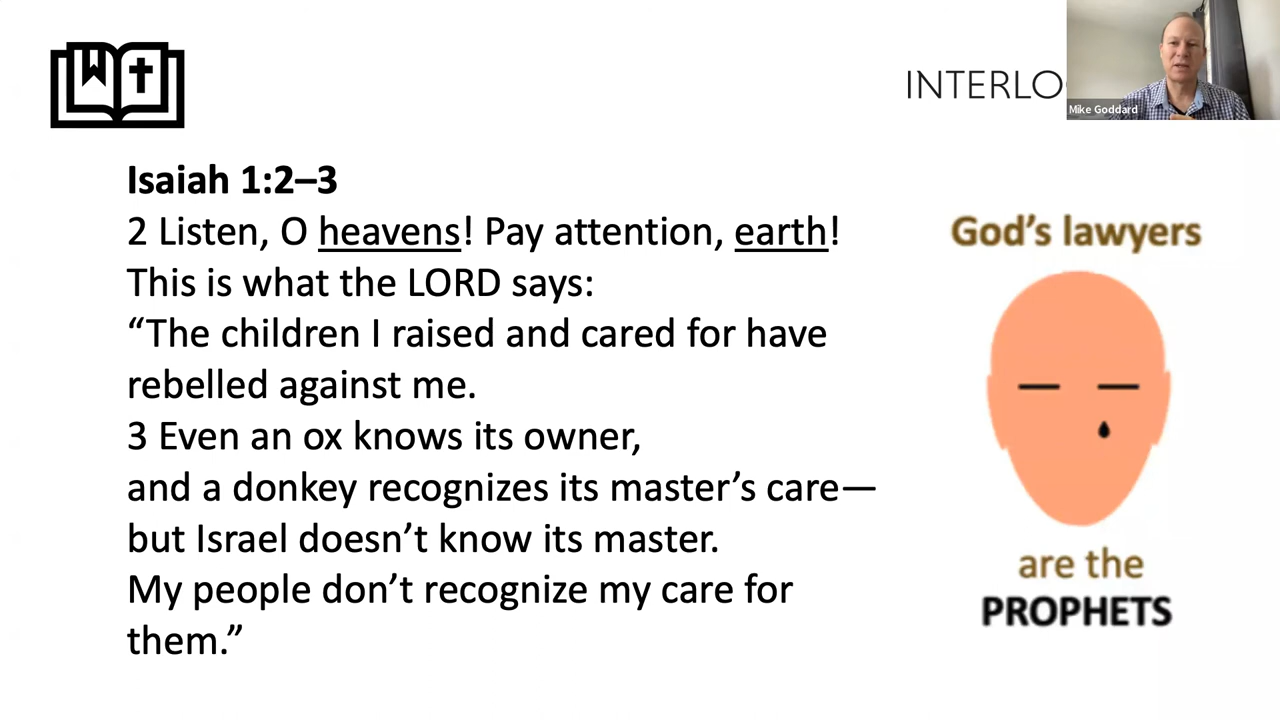 INTERLO
Mike Goddard
Isaiah 1:2–3
2 Listen, O heavens! Pay attention, earth!
This is what the LORD says:
“The children I raised and cared for have
rebelled against me.
3 Even an ox knows its owner,
and a donkey recognizes its master’s care—
but Israel doesn’t know its master.
My people don’t recognize my care for
them.”
God’s lawyers
are the
PROPHETS